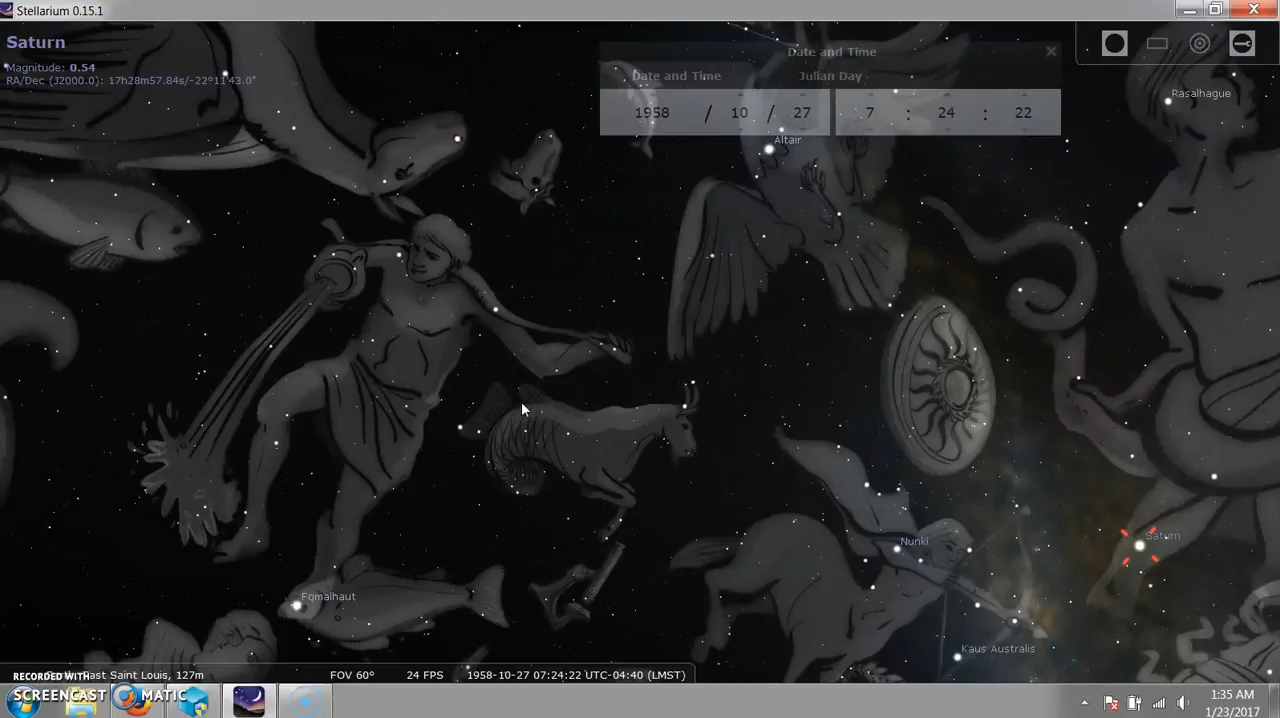 Stellarium 0.15.1
Saturn
Magnitude: 0.54
RA/Dec (J2000.0): 17h28m57.84s/-22°11'43.0"
Date and Time
Date and Time Julian Day
1958 / 10 / 27 7 : 24 : 22
Altair
Rasalhague
Nunki
Saturn
Fomalhaut
Kaus Australis
East Saint Louis, 127m
FOV 60°
24 FPS
1958-10-27 07:24:22 UTC-04:40 (LMST)
RECORDED WITH
SCREENCAST MATIC
1:35 AM
1/23/2017